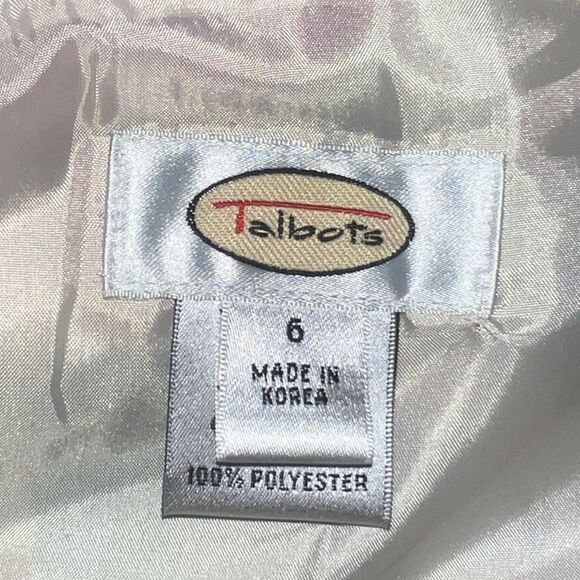 Talbots
6
MADE IN
KOREA
100% POLYESTER